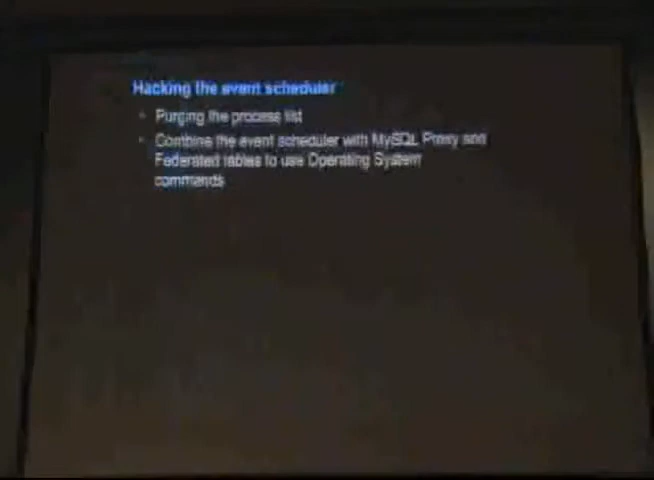 Hacking the event scheduler
• Purging the process list
• Combine the event scheduler with MySQL Proxy and
Federated tables to use Operating System
commands